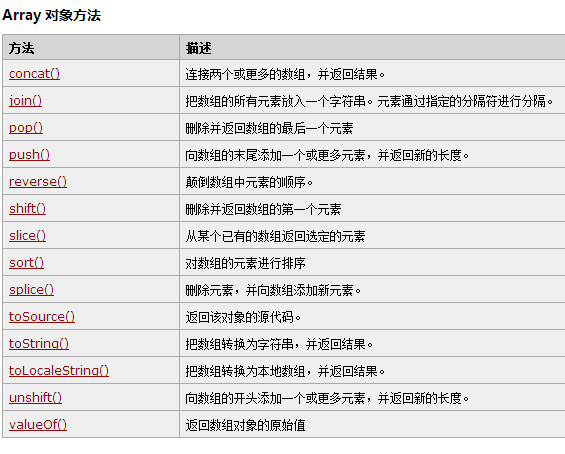 Array 对象方法
方法 描述
concat() 连接两个或更多的数组，并返回结果。
join() 把数组的所有元素放入一个字符串。元素通过指定的分隔符进行分隔。
pop() 删除并返回数组的最后一个元素
push() 向数组的末尾添加一个或更多元素，并返回新的长度。
reverse() 颠倒数组中元素的顺序。
shift() 删除并返回数组的第一个元素
slice() 从某个已有的数组返回选定的元素
sort() 对数组的元素进行排序
splice() 删除元素，并向数组添加新元素。
toSource() 返回该对象的源代码。
toString() 把数组转换为字符串，并返回结果。
toLocaleString() 把数组转换为本地数组，并返回结果。
unshift() 向数组的开头添加一个或更多元素，并返回新的长度。
valueOf() 返回数组对象的原始值